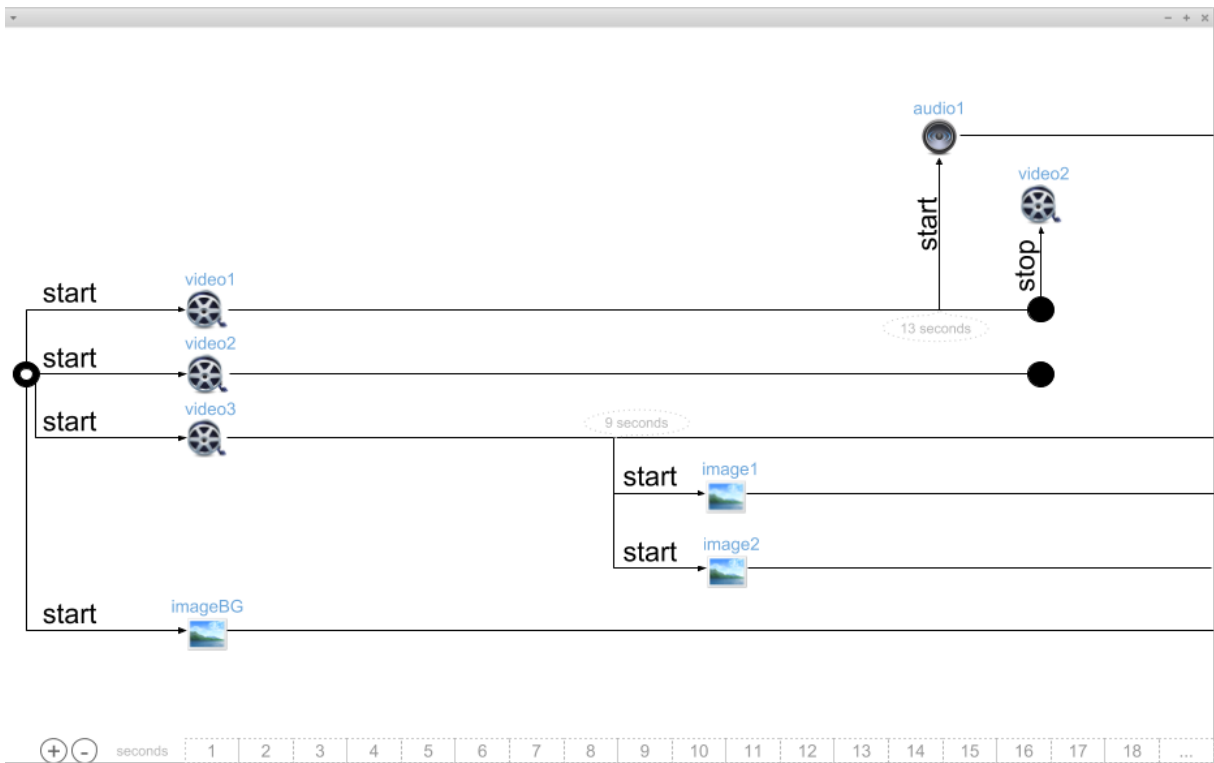 audio1
video2
start
stop
start
video1
13 seconds
start
video2
start
video3
9 seconds
start
image1
start
image2
start
imageBG
+ - seconds 1 2 3 4 5 6 7 8 9 10 11 12 13 14 15 16 17 18 ...